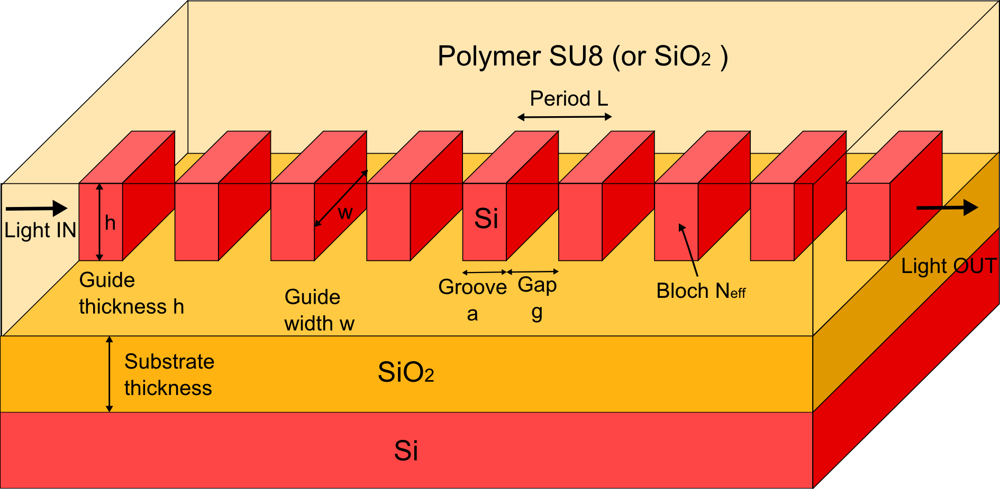 Polymer SU8 (or SiO₂ )
Period L
Light IN
h
w
Si
Light OUT
Guide
thickness h
Guide
width w
Groove
a
Gap
g
Bloch Neff
Substrate
thickness
SiO₂
Si